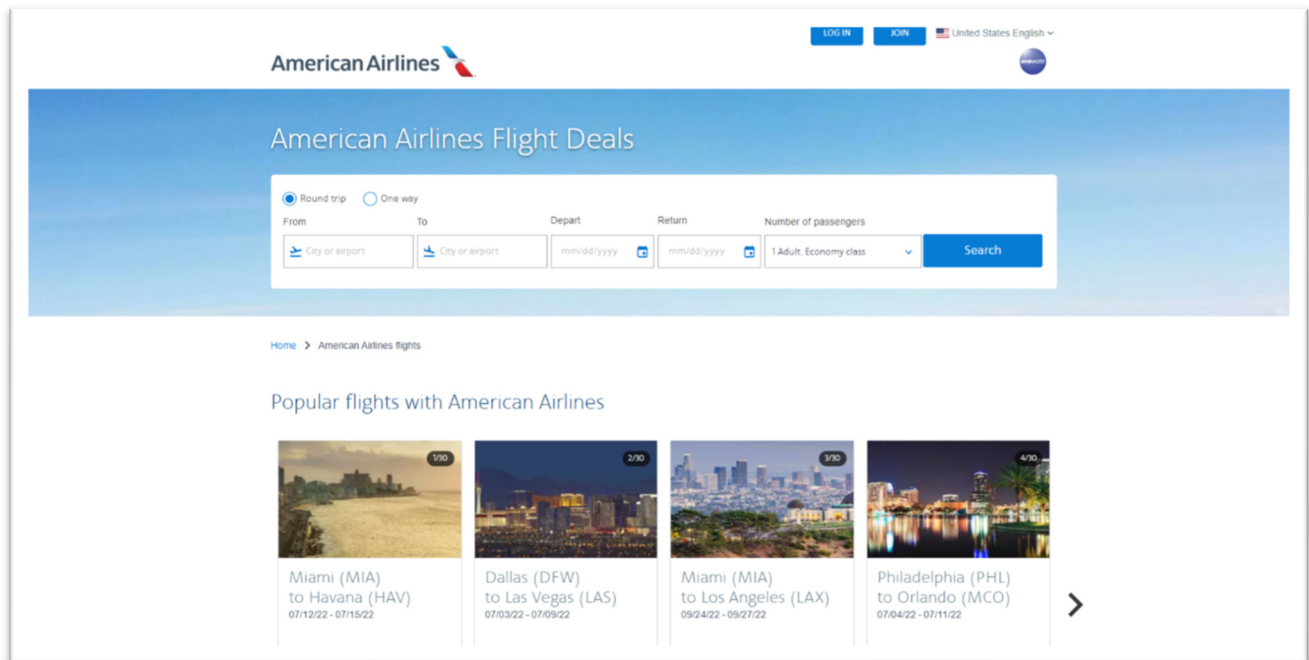 LOG IN JOIN United States English
American Airlines
oneworld
American Airlines Flight Deals
Round trip One way
From To Depart Return Number of passengers
City or airport City or airport mm/dd/yyyy mm/dd/yyyy 1 Adult, Economy class Search
Home > American Airlines flights
Popular flights with American Airlines
1/30 2/30 3/30 4/30
Miami (MIA) Dallas (DFW) Miami (MIA) Philadelphia (PHL)
to Havana (HAV) to Las Vegas (LAS) to Los Angeles (LAX) to Orlando (MCO)
07/12/22 - 07/15/22 07/03/22 - 07/09/22 09/24/22 - 09/27/22 07/04/22 - 07/11/22